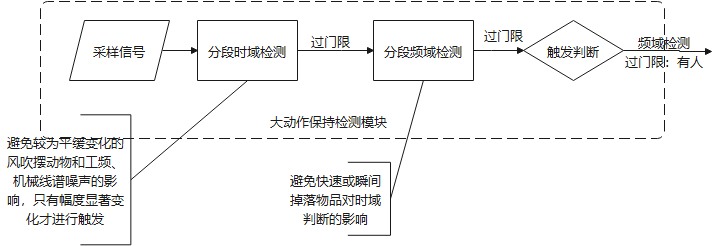 采样信号
分段时域检测
过门限
分段频域检测
过门限
触发判断
频域检测
过门限：有人
大动作保持检测模块
避免较为平缓变化的
风吹摆动物和工频、
机械线谱噪声的影
响，只有幅度显著变
化才进行触发
避免快速或瞬间
掉落物品对时域
判断的影响